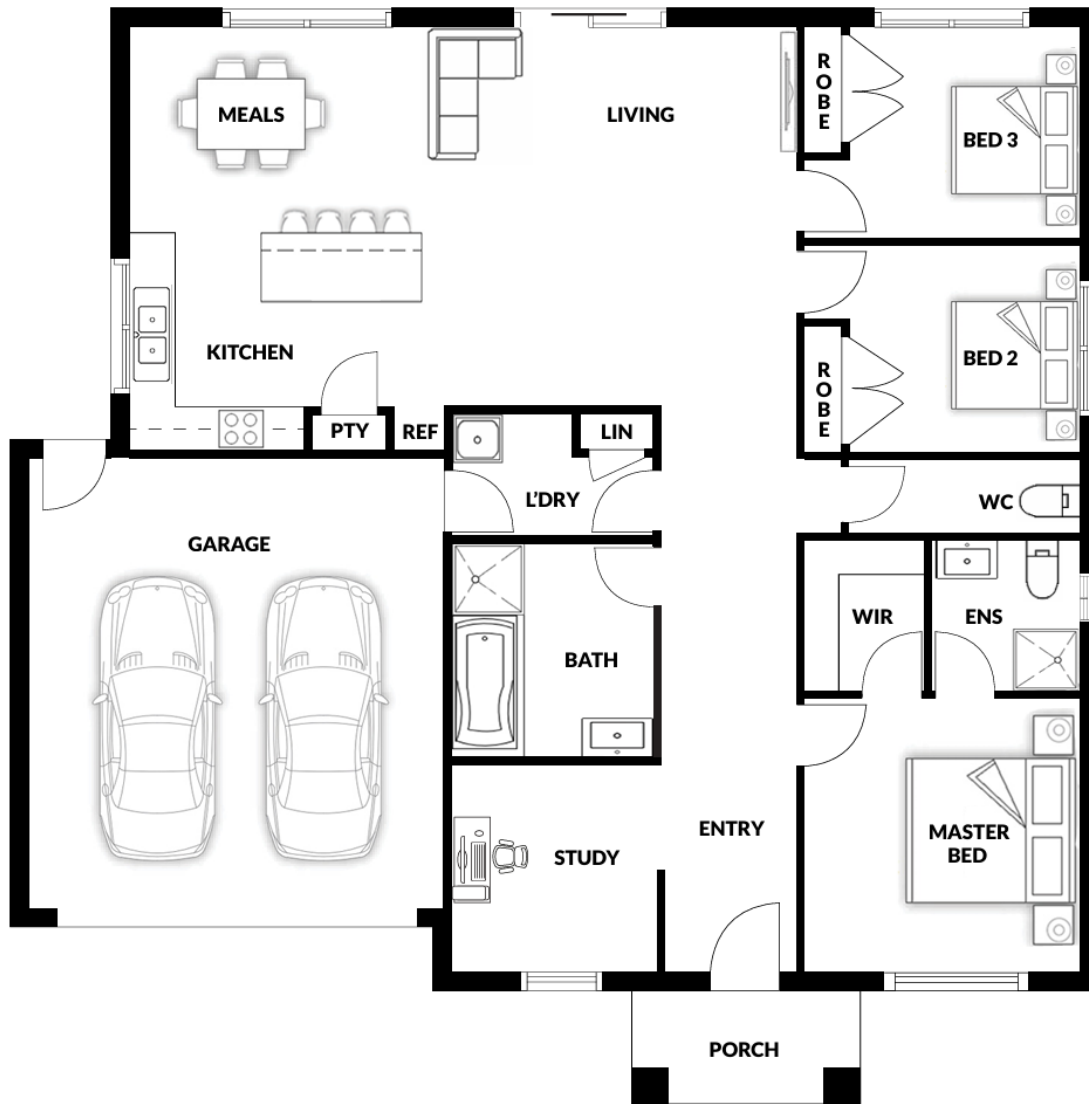 MEALS
LIVING
ROBE
BED 3
KITCHEN
BED 2
ROBE
PTY
REF
LIN
L'DRY
WC
GARAGE
WIR
ENS
BATH
ENTRY
MASTER
BED
STUDY
PORCH